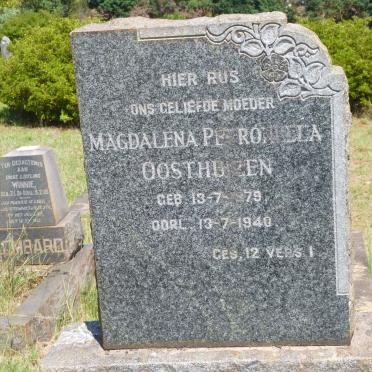 HIER RUS
ONS GELIEFDE MOEDER
MAGDALENA PETRONELLA
OOSTHUIZEN
GEB 13-7-1879
OORL 13-7-1940
GES. 12 VERS 1
WINNIE,